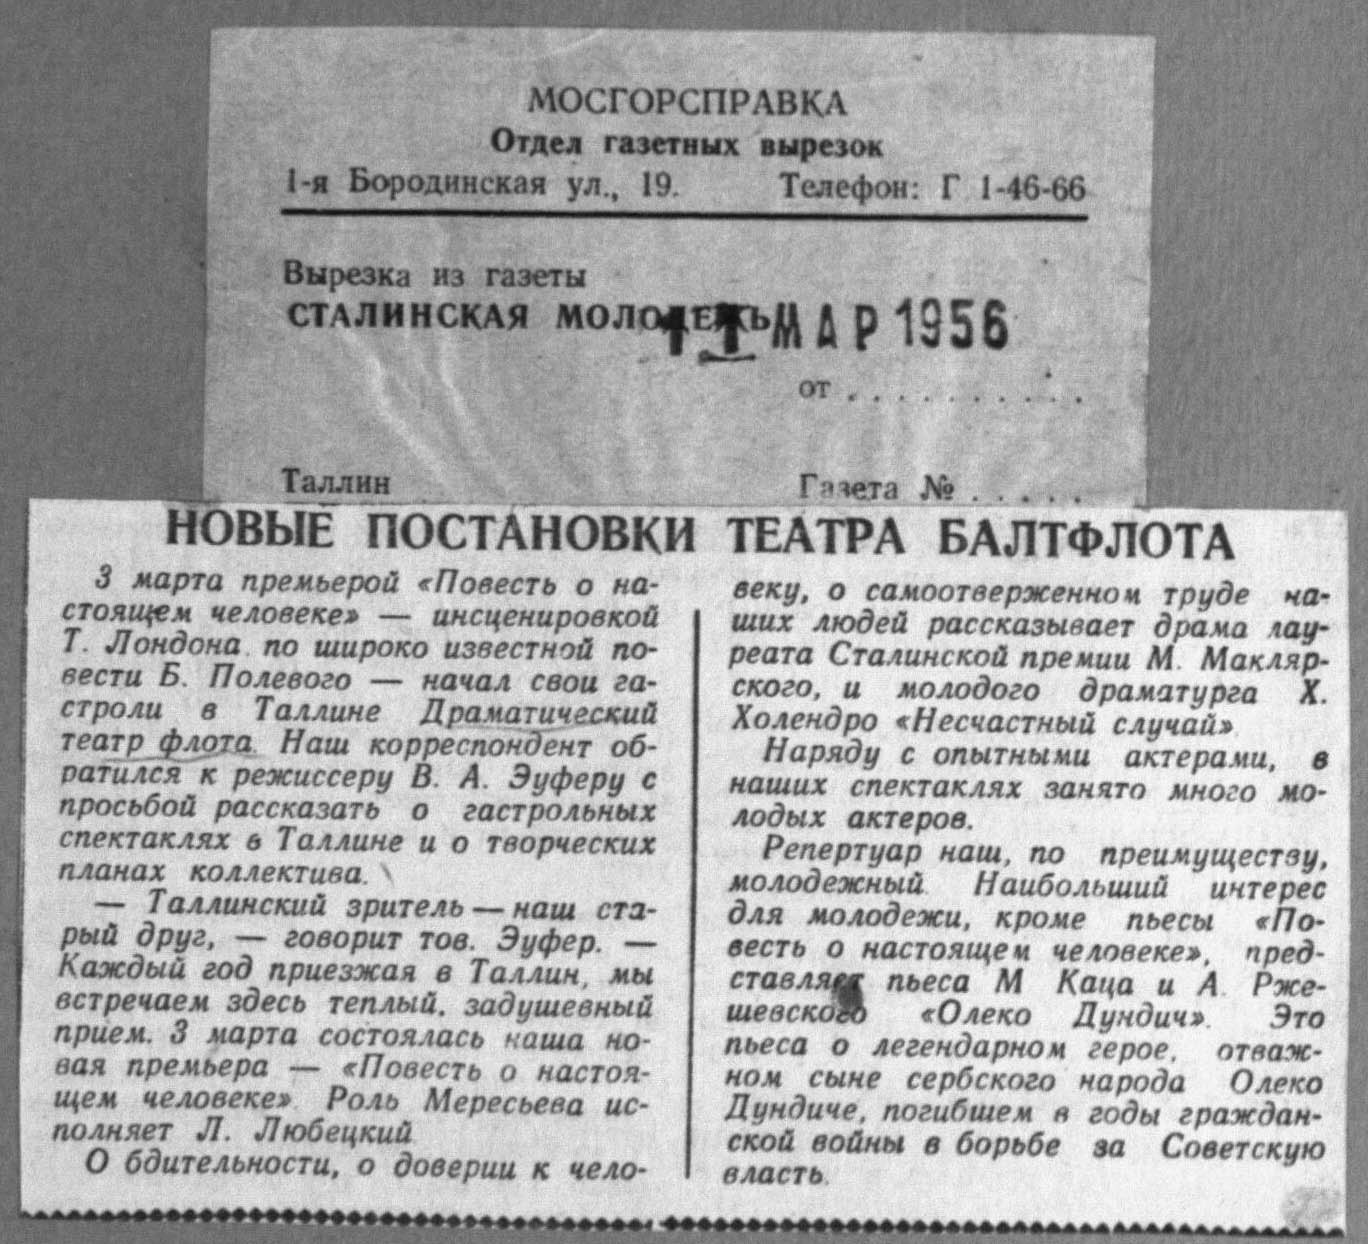 МОСГОРСПРАВКА
Отдел газетных вырезок
1-я Бородинская ул., 19. Телефон: Г 1-46-66
Вырезка из газеты
СТАЛИНСКАЯ МОЛОДЕЖЬ
11 МАР 1956
от . . . . . . . . . .
Таллин Газета № . . . . .
НОВЫЕ ПОСТАНОВКИ ТЕАТРА БАЛТФЛОТА
3 марта премьерой «Повесть о на-
стоящем человеке» — инсценировкой
Т. Лондона по широко известной по-
вести Б. Полевого — начал свои га-
строли в Таллине Драматический
театр флота. Наш корреспондент об-
ратился к режиссеру В. А. Эуферу с
просьбой рассказать о гастрольных
спектаклях в Таллине и о творческих
планах коллектива.
— Таллинский зритель — наш ста-
рый друг, — говорит тов. Эуфер. —
Каждый год приезжая в Таллин, мы
встречаем здесь теплый, задушевный
прием. 3 марта состоялась наша но-
вая премьера — «Повесть о настоя-
щем человеке». Роль Мересьева ис-
полняет Л. Любецкий
О бдительности, о доверии к чело-
веку, о самоотверженном труде на-
ших людей рассказывает драма лау-
реата Сталинской премии М. Макляр-
ского, и молодого драматурга Х.
Холендро «Несчастный случай».
Наряду с опытными актерами, в
наших спектаклях занято много мо-
лодых актеров.
Репертуар наш, по преимуществу,
молодежный. Наибольший интерес
для молодежи, кроме пьесы «По-
весть о настоящем человеке», пред-
ставляет пьеса М Каца и А. Рже-
шевского «Олеко Дундич». Это
пьеса о легендарном герое, отваж-
ном сыне сербского народа Олеко
Дундиче, погибшем в годы граждан-
ской войны в борьбе за Советскую
власть.